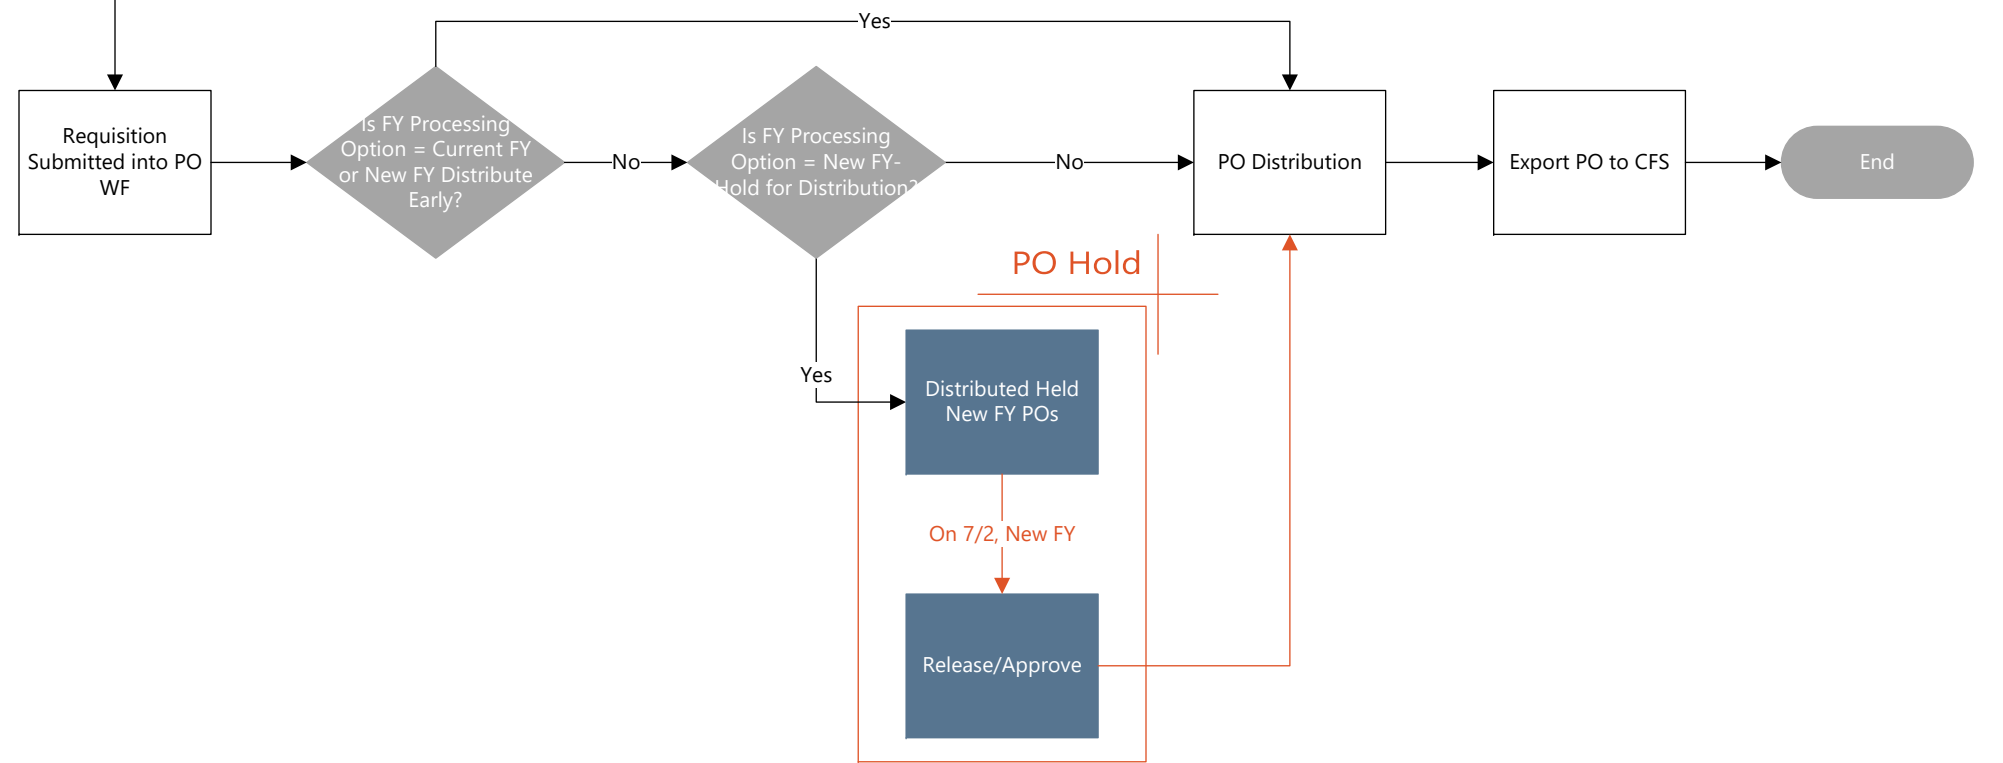 Yes
Requisition
Submitted into PO
WF
Is FY Processing
Option = Current FY
or New FY Distribute
Early?
No
Is FY Processing
Option = New FY-
Hold for Distribution?
No
PO Distribution
Export PO to CFS
End
PO Hold
Yes
Distributed Held
New FY POs
On 7/2, New FY
Release/Approve